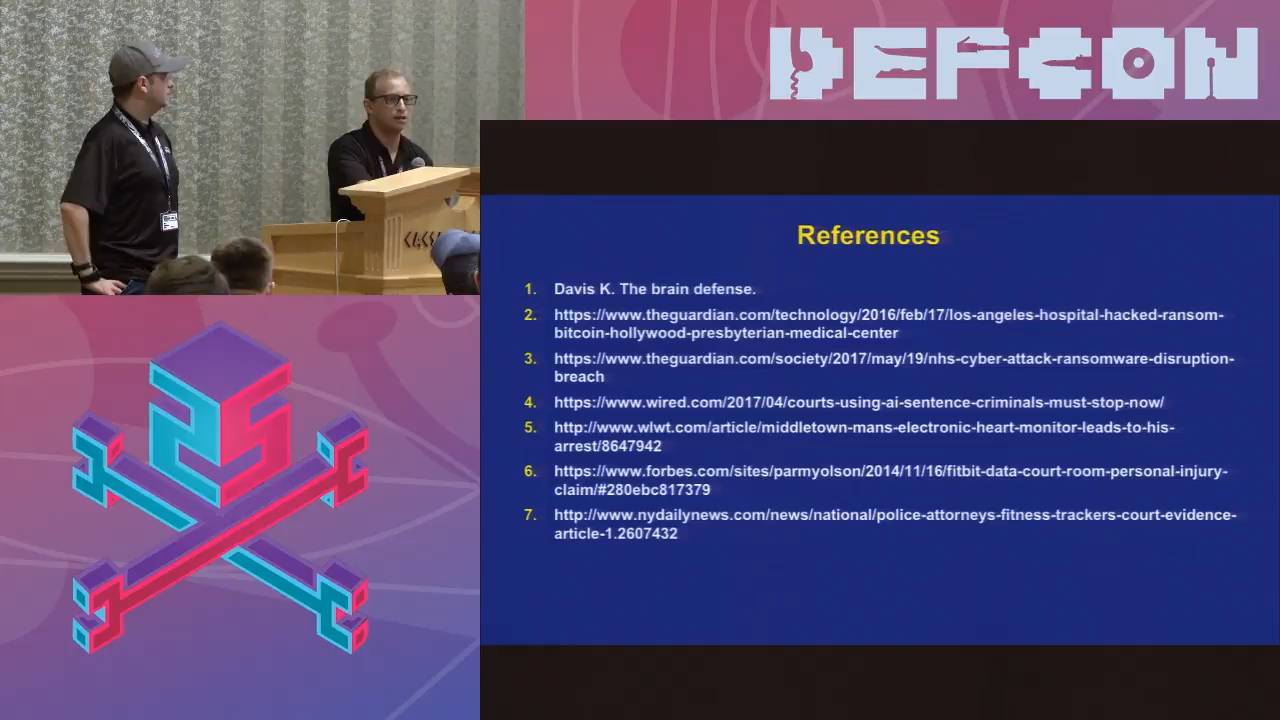 DEFCON
CAES
References
1. Davis K. The brain defense.
2. https://www.theguardian.com/technology/2016/feb/17/los-angeles-hospital-hacked-ransom-
bitcoin-hollywood-presbyterian-medical-center
3. https://www.theguardian.com/society/2017/may/19/nhs-cyber-attack-ransomware-disruption-
breach
4. https://www.wired.com/2017/04/courts-using-ai-sentence-criminals-must-stop-now/
5. http://www.wlwt.com/article/middletown-mans-electronic-heart-monitor-leads-to-his-
arrest/8647942
6. https://www.forbes.com/sites/parmyolson/2014/11/16/fitbit-data-court-room-personal-injury-
claim/#280ebc817379
7. http://www.nydailynews.com/news/national/police-attorneys-fitness-trackers-court-evidence-
article-1.2607432